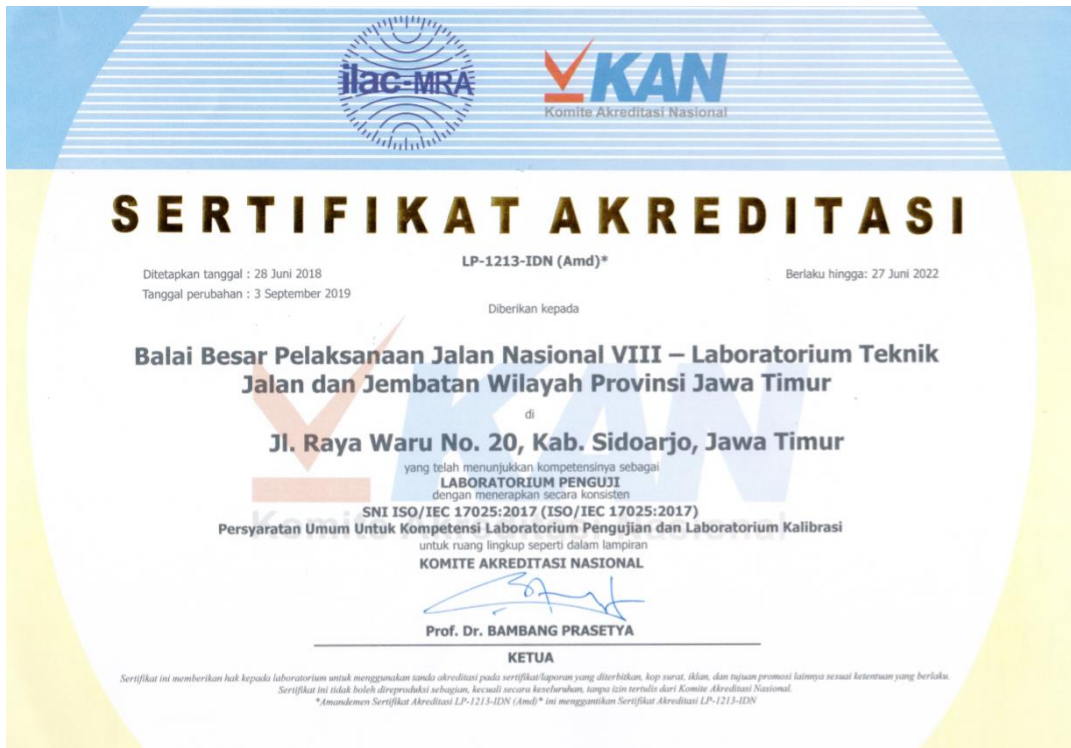 ilac-MRA
KAN
Komite Akreditasi Nasional
SERTIFIKAT AKREDITASI
LP-1213-IDN (Amd)*
Ditetapkan tanggal : 28 Juni 2018
Berlaku hingga: 27 Juni 2022
Tanggal perubahan : 3 September 2019
Diberikan kepada
Balai Besar Pelaksanaan Jalan Nasional VIII – Laboratorium Teknik
Jalan dan Jembatan Wilayah Provinsi Jawa Timur
di
Jl. Raya Waru No. 20, Kab. Sidoarjo, Jawa Timur
yang telah menunjukkan kompetensinya sebagai
LABORATORIUM PENGUJI
dengan menerapkan secara konsisten
SNI ISO/IEC 17025:2017 (ISO/IEC 17025:2017)
Persyaratan Umum Untuk Kompetensi Laboratorium Pengujian dan Laboratorium Kalibrasi
untuk ruang lingkup seperti dalam lampiran
KOMITE AKREDITASI NASIONAL
Prof. Dr. BAMBANG PRASETYA
KETUA
Sertifikat ini memberikan hak kepada laboratorium untuk menggunakan tanda akreditasi pada sertifikat/laporan yang diterbitkan, kop surat, iklan, dan tujuan promosi lainnya sesuai ketentuan yang berlaku.
Sertifikat ini tidak boleh direproduksi sebagian, kecuali secara keseluruhan, tanpa izin tertulis dari Komite Akreditasi Nasional.
*Amandemen Sertifikat Akreditasi LP-1213-IDN (Amd)* ini menggantikan Sertifikat Akreditasi LP-1213-IDN
KAN
Komite Akreditasi Nasional